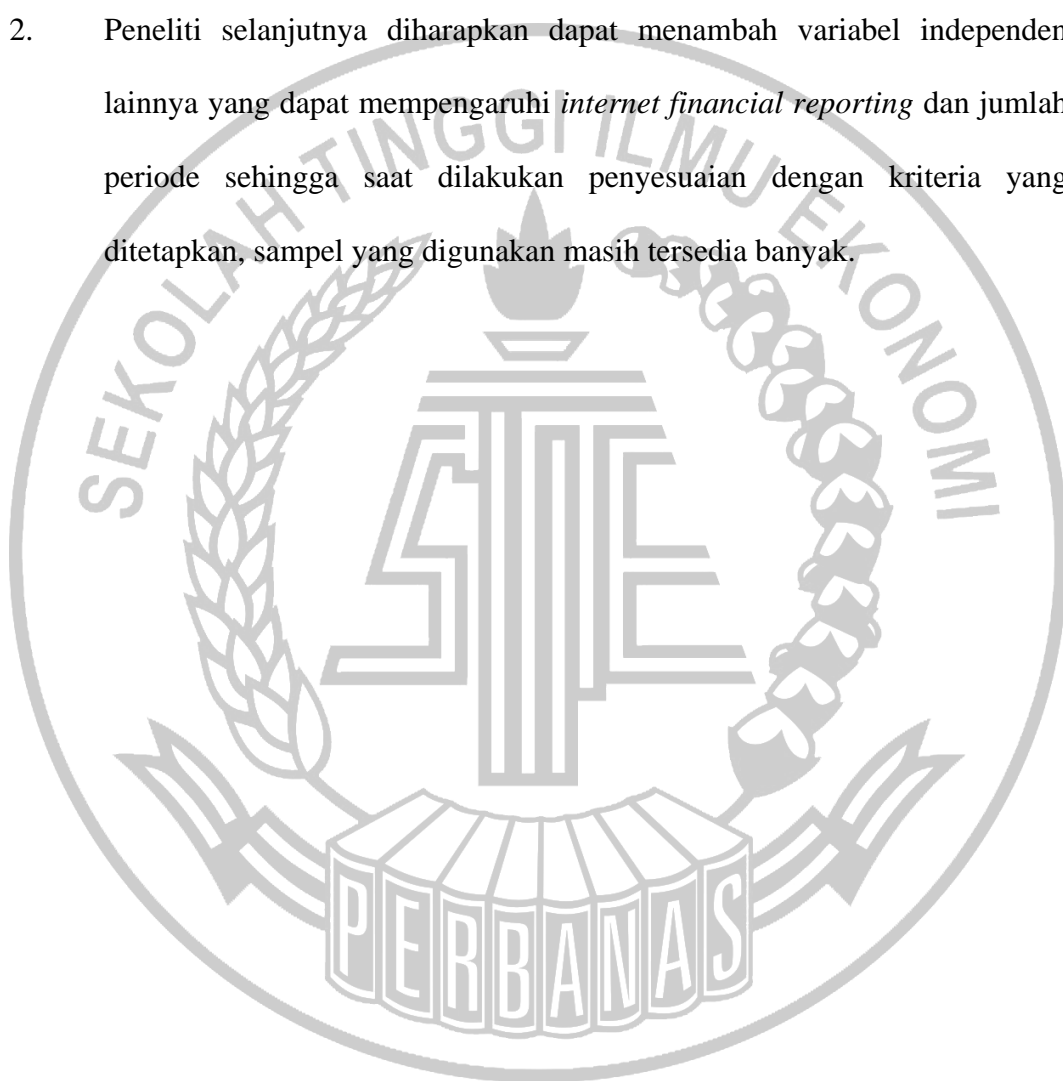 2. Peneliti selanjutnya diharapkan dapat menambah variabel independen
lainnya yang dapat mempengaruhi internet financial reporting dan jumlah
periode sehingga saat dilakukan penyesuaian dengan kriteria yang
ditetapkan, sampel yang digunakan masih tersedia banyak.
SEKOLAH TINGGI ILMU EKONOMI
STIE
PERBANAS